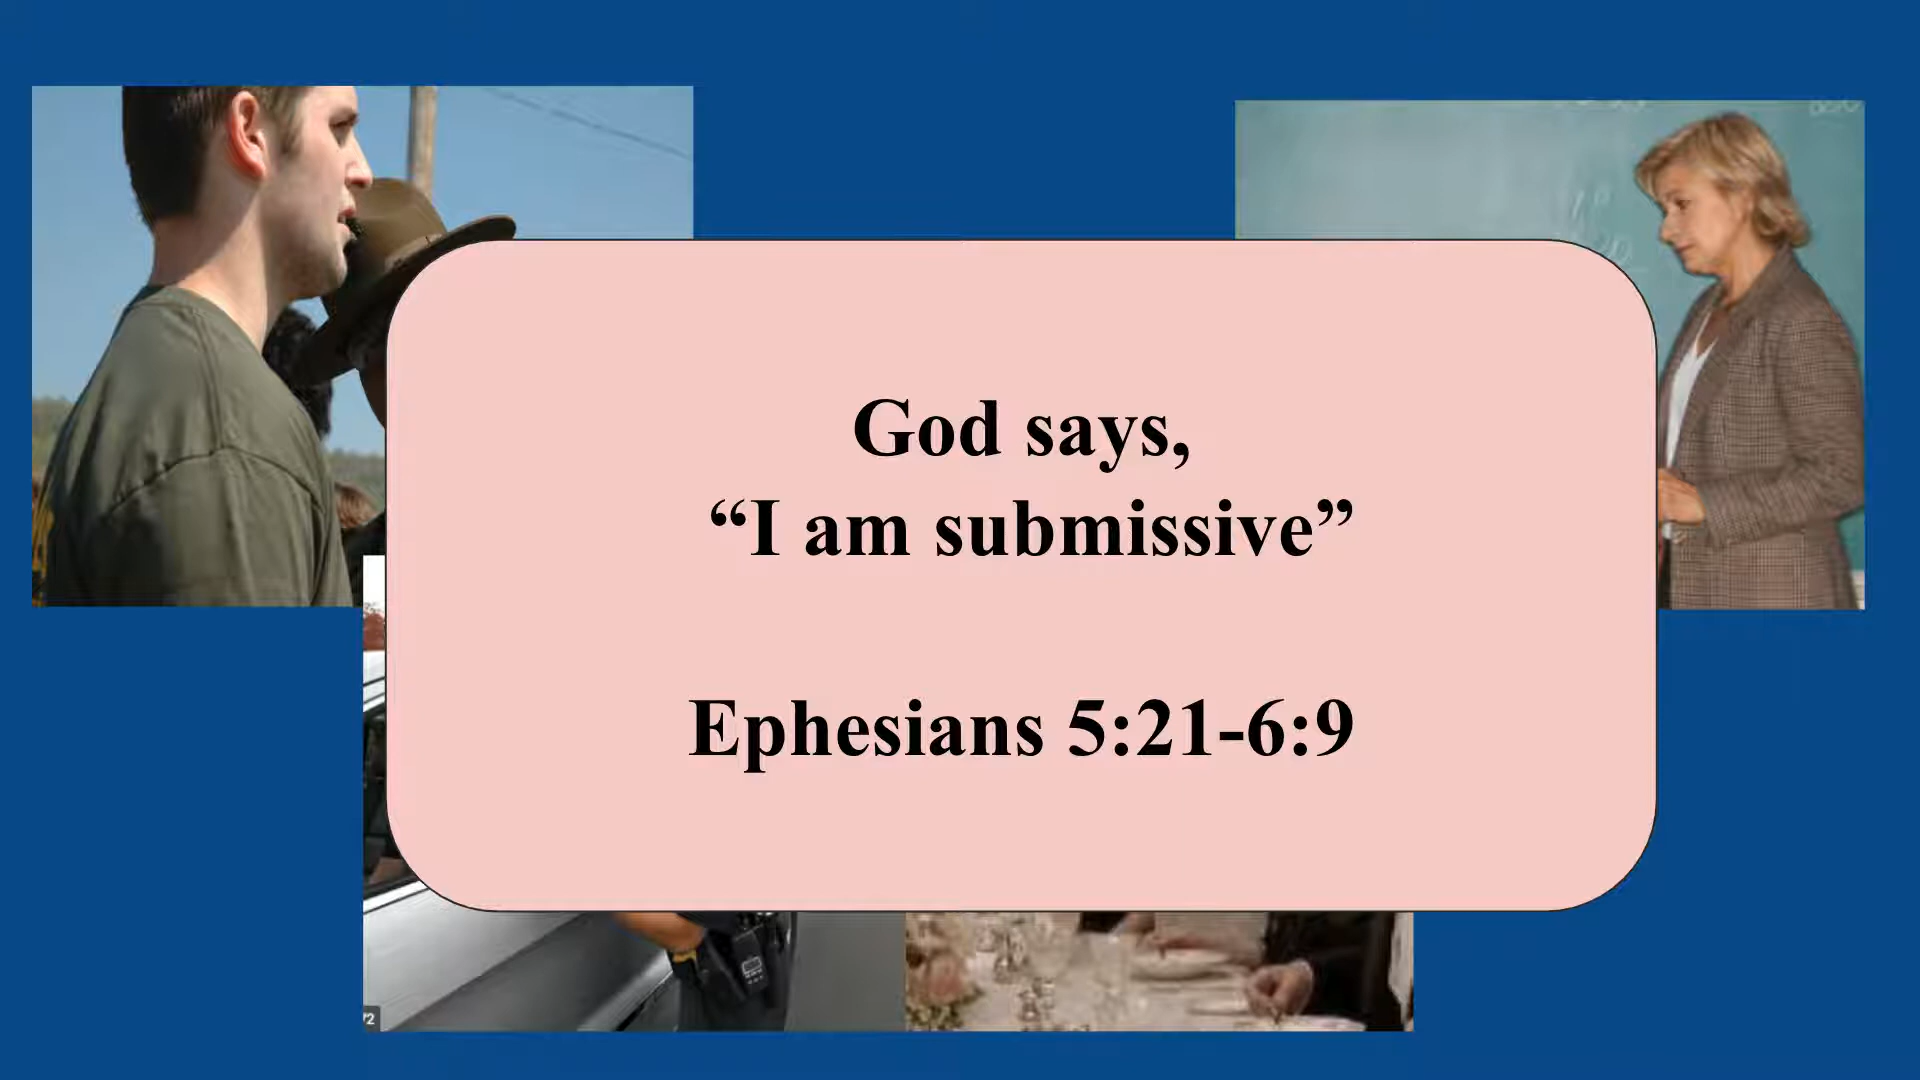 God says,
“I am submissive”
Ephesians 5:21-6:9